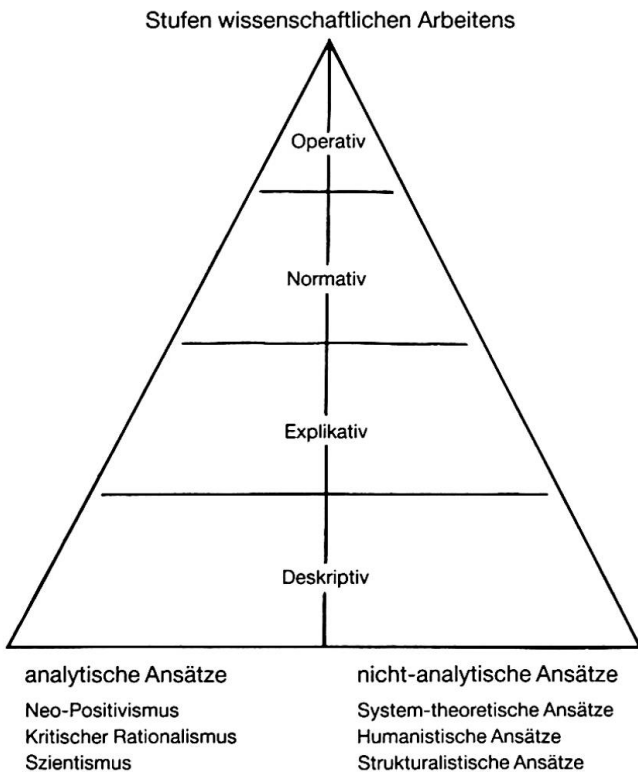 Stufen wissenschaftlichen Arbeitens
Operativ
Normativ
Explikativ
Deskriptiv
analytische Ansätze
Neo-Positivismus
Kritischer Rationalismus
Szientismus
nicht-analytische Ansätze
System-theoretische Ansätze
Humanistische Ansätze
Strukturalistische Ansätze